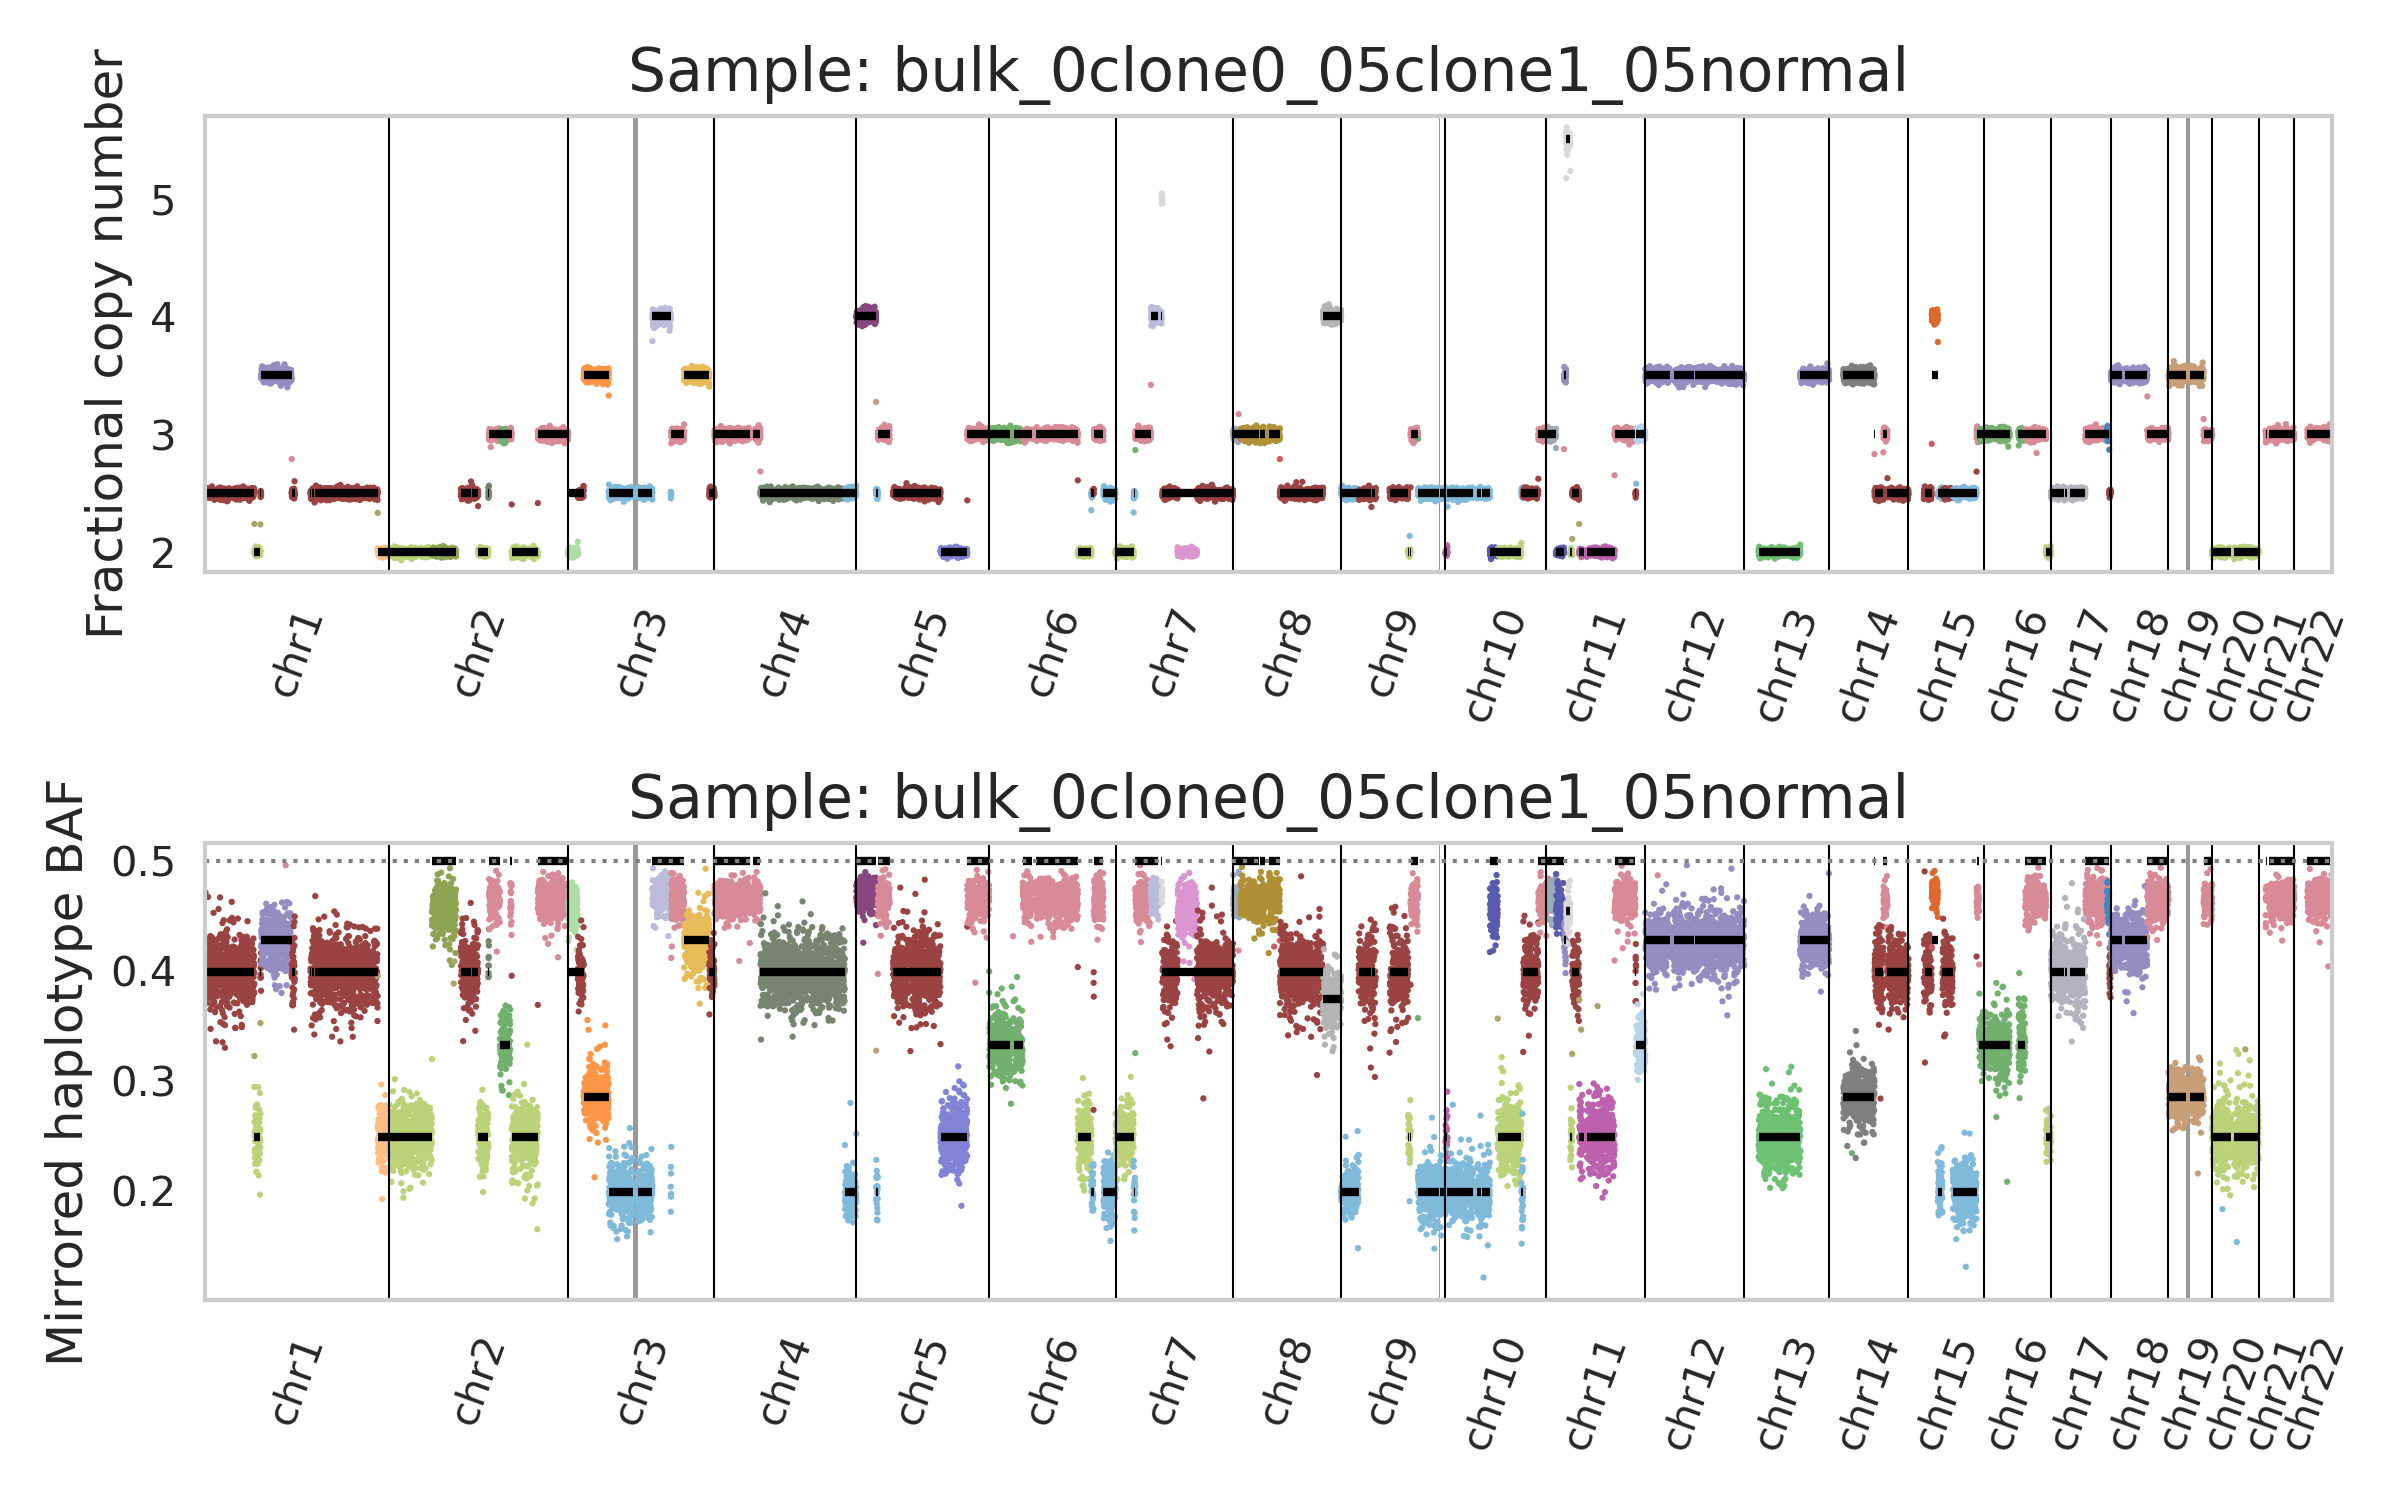 Sample: bulk_0clone0_05clone1_05normal
Fractional copy number
5
4
3
2
chr1 chr2 chr3 chr4 chr5 chr6 chr7 chr8 chr9 chr10 chr11 chr12 chr13 chr14 chr15 chr16 chr17 chr18 chr19 chr20 chr21 chr22
Sample: bulk_0clone0_05clone1_05normal
Mirrored haplotype BAF
0.5
0.4
0.3
0.2
chr1 chr2 chr3 chr4 chr5 chr6 chr7 chr8 chr9 chr10 chr11 chr12 chr13 chr14 chr15 chr16 chr17 chr18 chr19 chr20 chr21 chr22